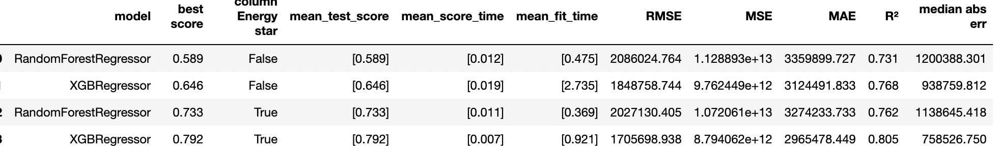 model best score column Energy star mean_test_score mean_score_time mean_fit_time RMSE MSE MAE R² median abs err
RandomForestRegressor 0.589 False [0.589] [0.012] [0.475] 2086024.764 1.128893e+13 3359899.727 0.731 1200388.301
XGBRegressor 0.646 False [0.646] [0.019] [2.735] 1848758.744 9.762449e+12 3124491.833 0.768 938759.812
2 RandomForestRegressor 0.733 True [0.733] [0.011] [0.369] 2027130.405 1.072061e+13 3274233.733 0.762 1138645.418
3 XGBRegressor 0.792 True [0.792] [0.007] [0.921] 1705698.938 8.794062e+12 2965478.449 0.805 758526.750